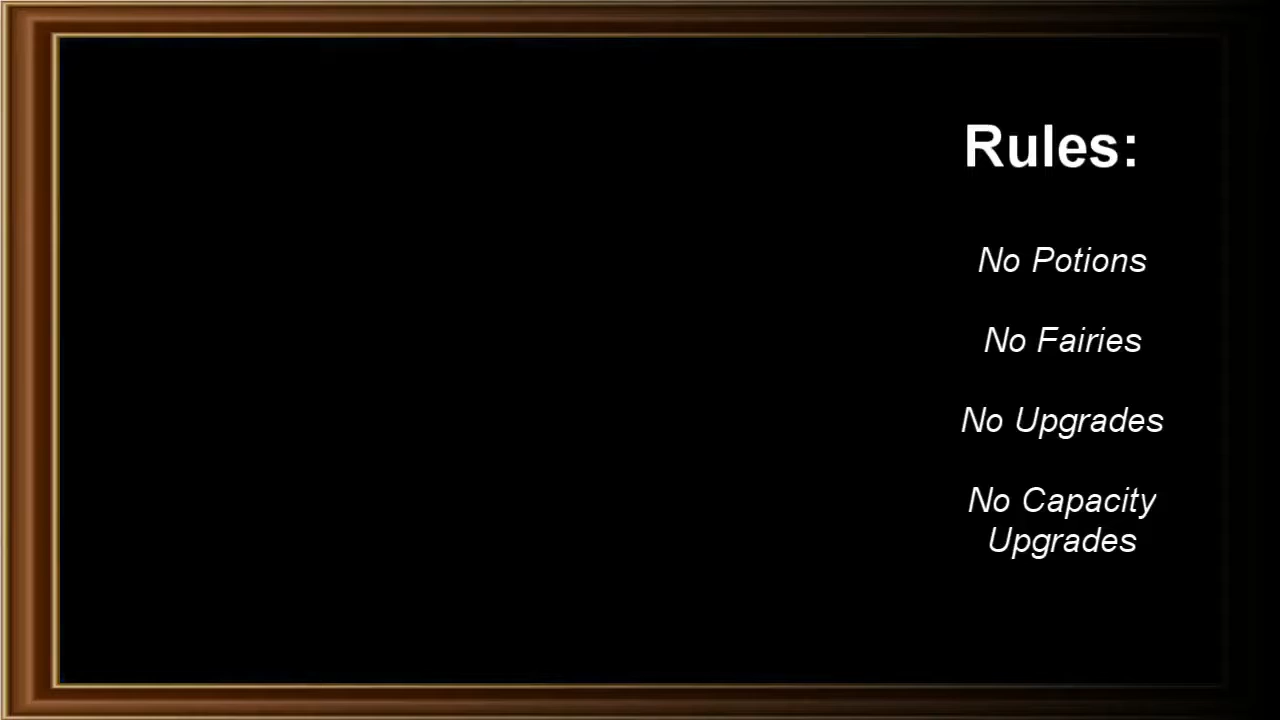 Rules:
No Potions
No Fairies
No Upgrades
No Capacity
Upgrades